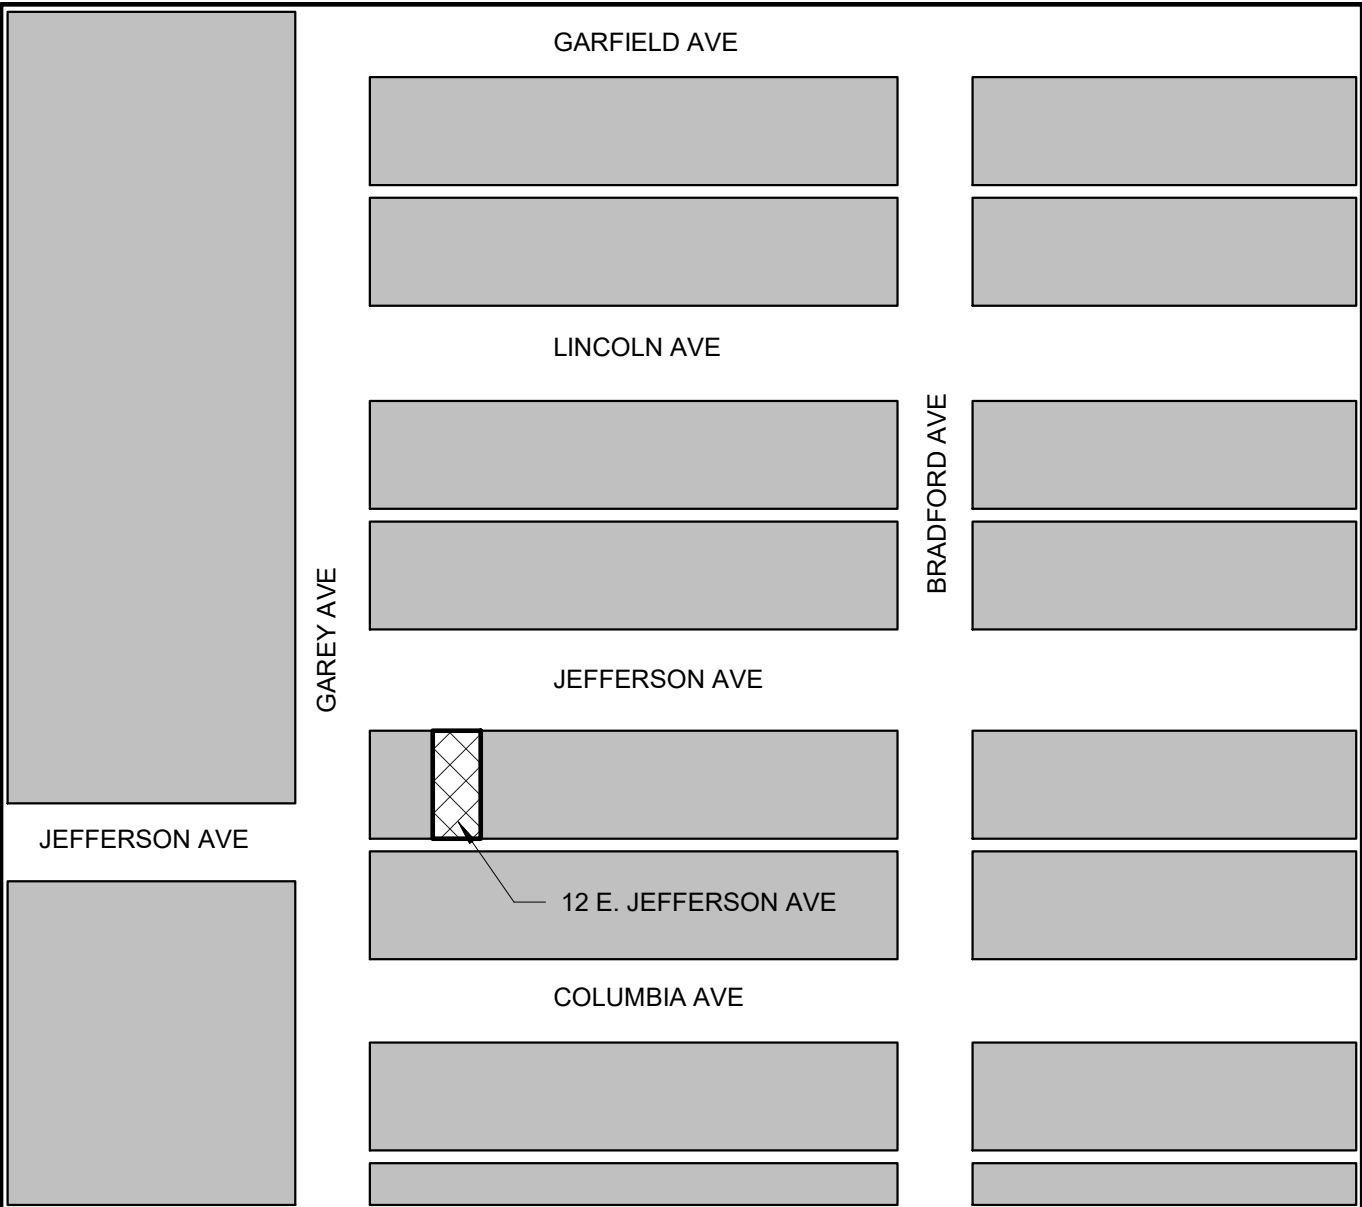 GARFIELD AVE
LINCOLN AVE
BRADFORD AVE
GAREY AVE
JEFFERSON AVE
JEFFERSON AVE
12 E. JEFFERSON AVE
COLUMBIA AVE